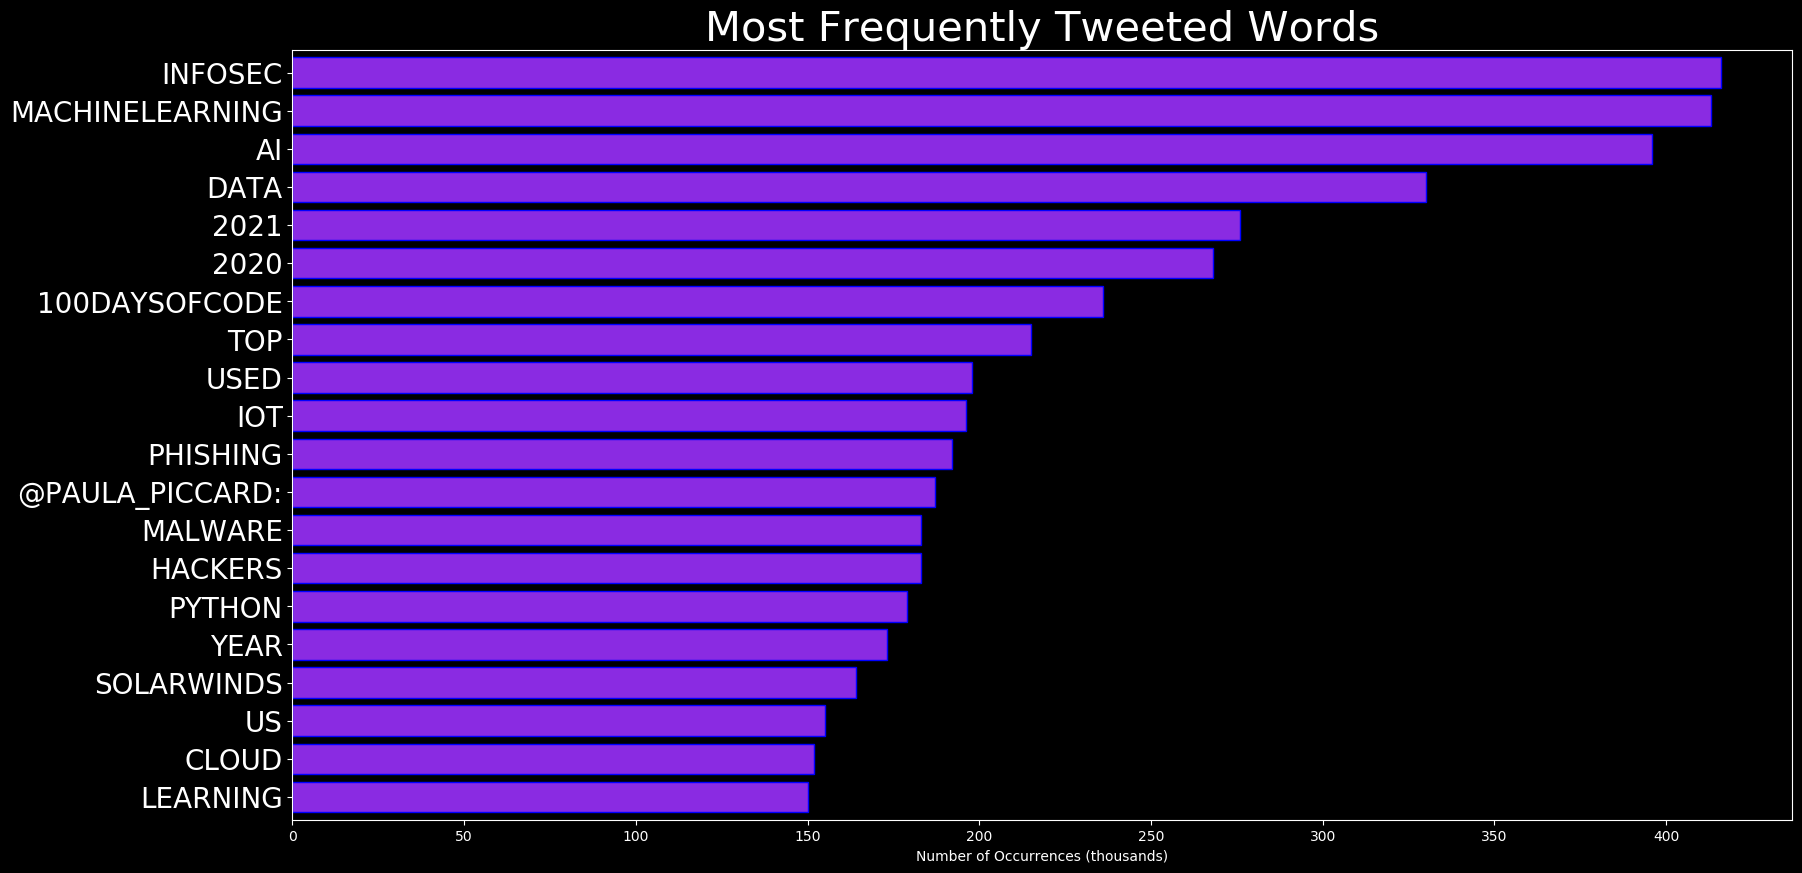 Most Frequently Tweeted Words
INFOSEC
MACHINELEARNING
AI
DATA
2021
2020
100DAYSOFCODE
TOP
USED
IOT
PHISHING
@PAULA_PICCARD:
MALWARE
HACKERS
PYTHON
YEAR
SOLARWINDS
US
CLOUD
LEARNING
0 50 100 150 200 250 300 350 400
Number of Occurrences (thousands)